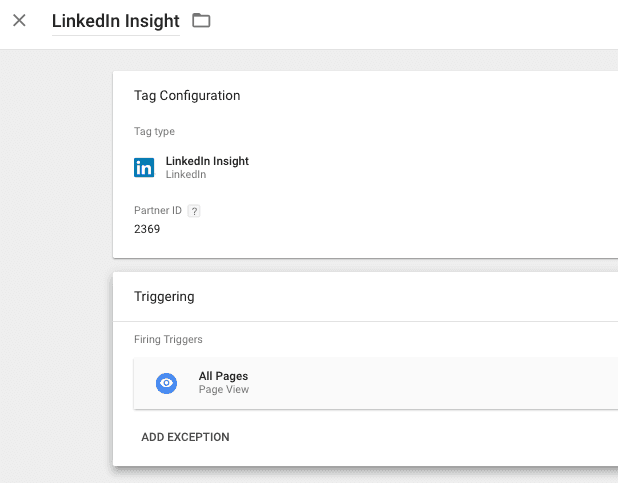 LinkedIn Insight
Tag Configuration
Tag type
in
LinkedIn Insight
LinkedIn
Partner ID ?
2369
Triggering
Firing Triggers
All Pages
Page View
ADD EXCEPTION